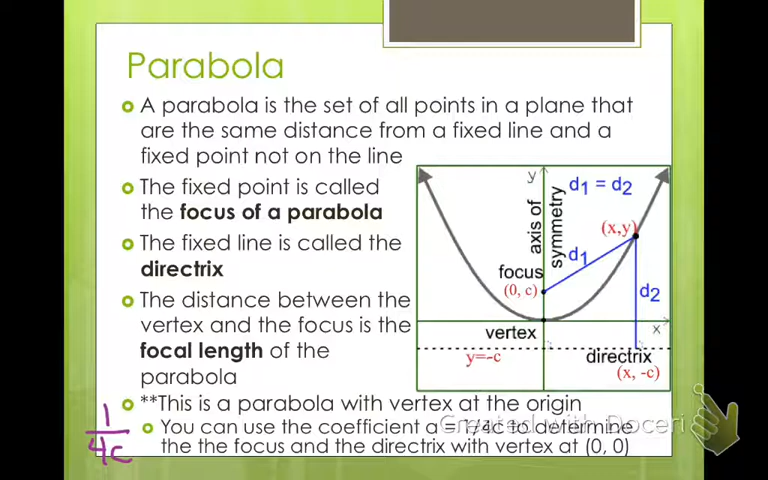 Parabola
A parabola is the set of all points in a plane that
are the same distance from a fixed line and a
fixed point not on the line
The fixed point is called
the focus of a parabola
The fixed line is called the
directrix
The distance between the
vertex and the focus is the
focal length of the
parabola
**This is a parabola with vertex at the origin
You can use the coefficient a = 1/4c to determine
the the focus and the directrix with vertex at (0, 0)
1/4c
y
d1 = d2
axis of
symmetry
(x,y)
d1
focus
(0, c)
d2
vertex
x
y=-c
directrix
(x, -c)
Created with Doceri